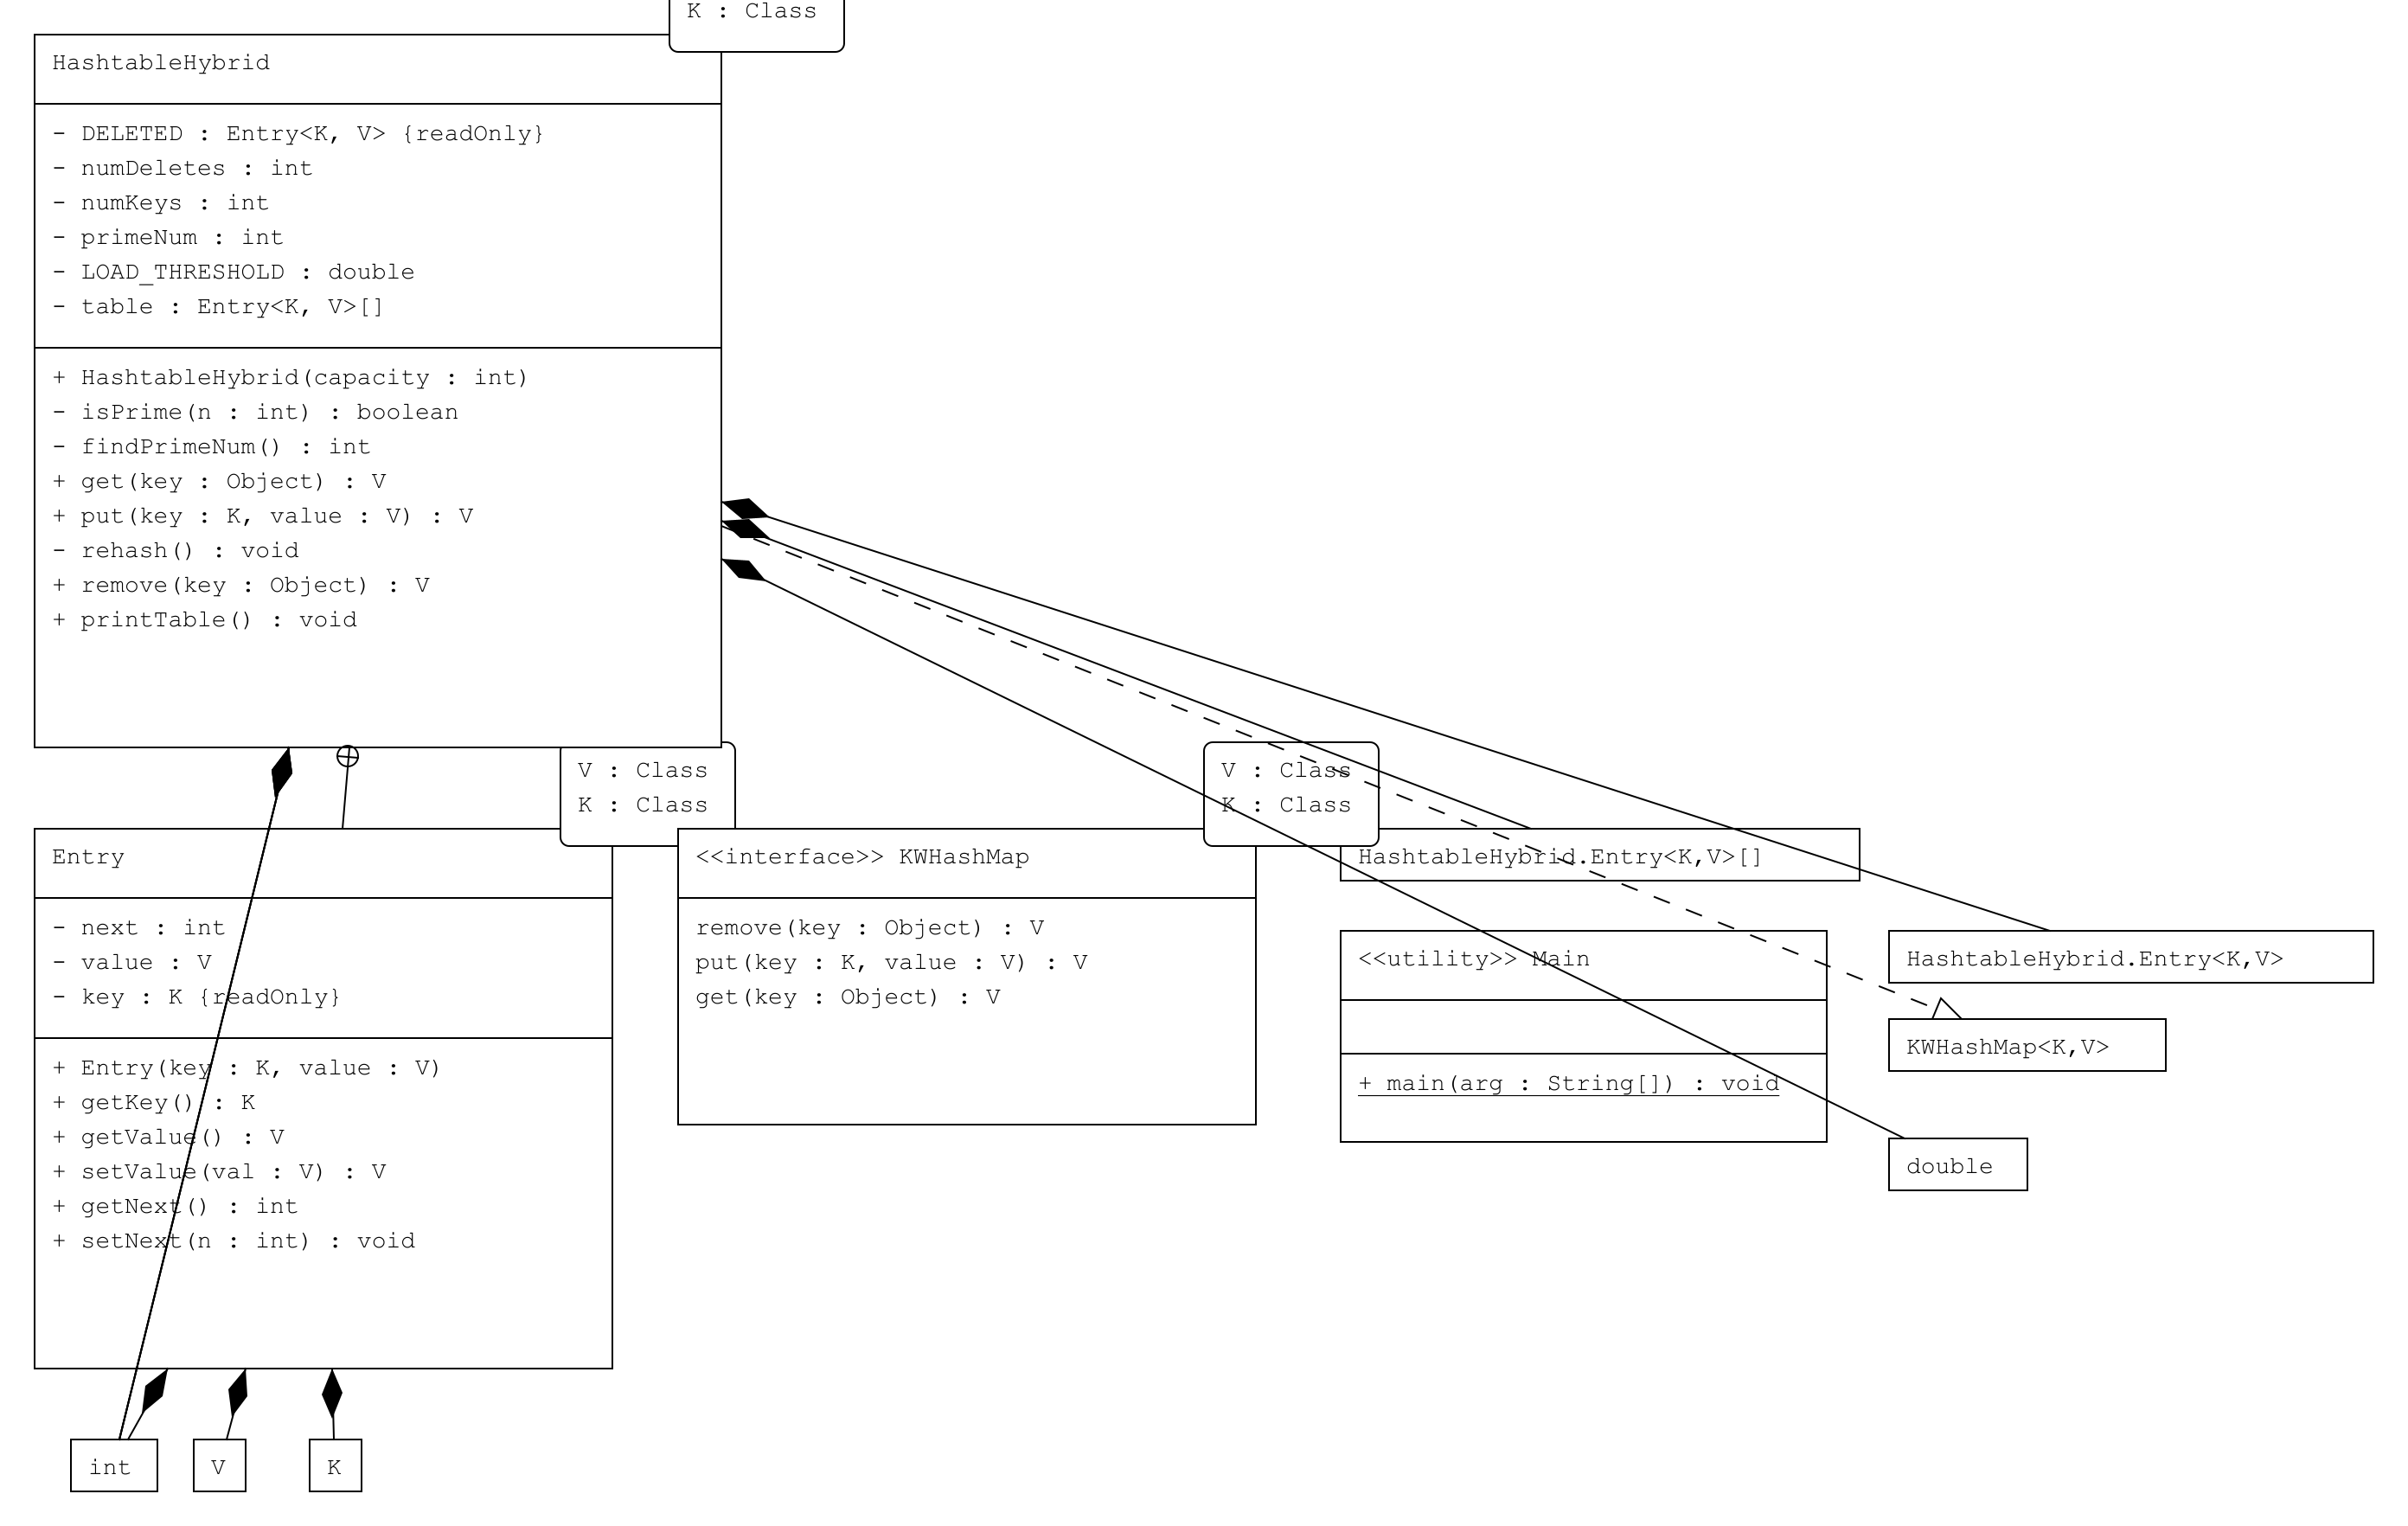 K : Class
HashtableHybrid
- DELETED : Entry<K, V> {readOnly}
- numDeletes : int
- numKeys : int
- primeNum : int
- LOAD_THRESHOLD : double
- table : Entry<K, V>[]
+ HashtableHybrid(capacity : int)
- isPrime(n : int) : boolean
- findPrimeNum() : int
+ get(key : Object) : V
+ put(key : K, value : V) : V
- rehash() : void
+ remove(key : Object) : V
+ printTable() : void
V : Class
K : Class
Entry
- next : int
- value : V
- key : K {readOnly}
+ Entry(key : K, value : V)
+ getKey() : K
+ getValue() : V
+ setValue(val : V) : V
+ getNext() : int
+ setNext(n : int) : void
V : Class
K : Class
<<interface>> KWHashMap
remove(key : Object) : V
put(key : K, value : V) : V
get(key : Object) : V
HashtableHybrid.Entry<K,V>[]
<<utility>> Main
+ main(arg : String[]) : void
HashtableHybrid.Entry<K,V>
KWHashMap<K,V>
double
int
V
K